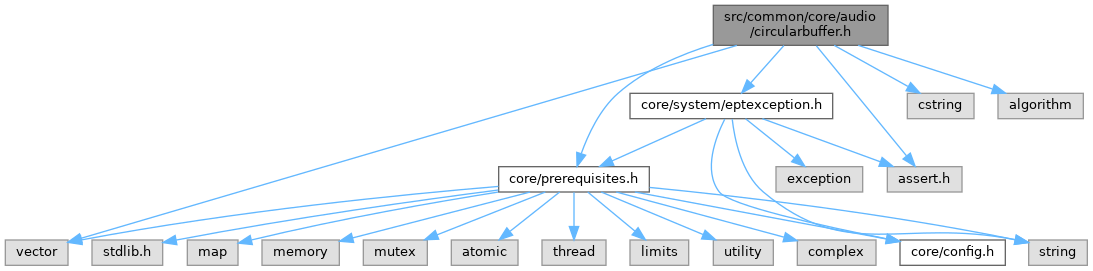 src/common/core/audio
/circularbuffer.h
core/system/eptexception.h
cstring
algorithm
core/prerequisites.h
exception
assert.h
vector
stdlib.h
map
memory
mutex
atomic
thread
limits
utility
complex
core/config.h
string